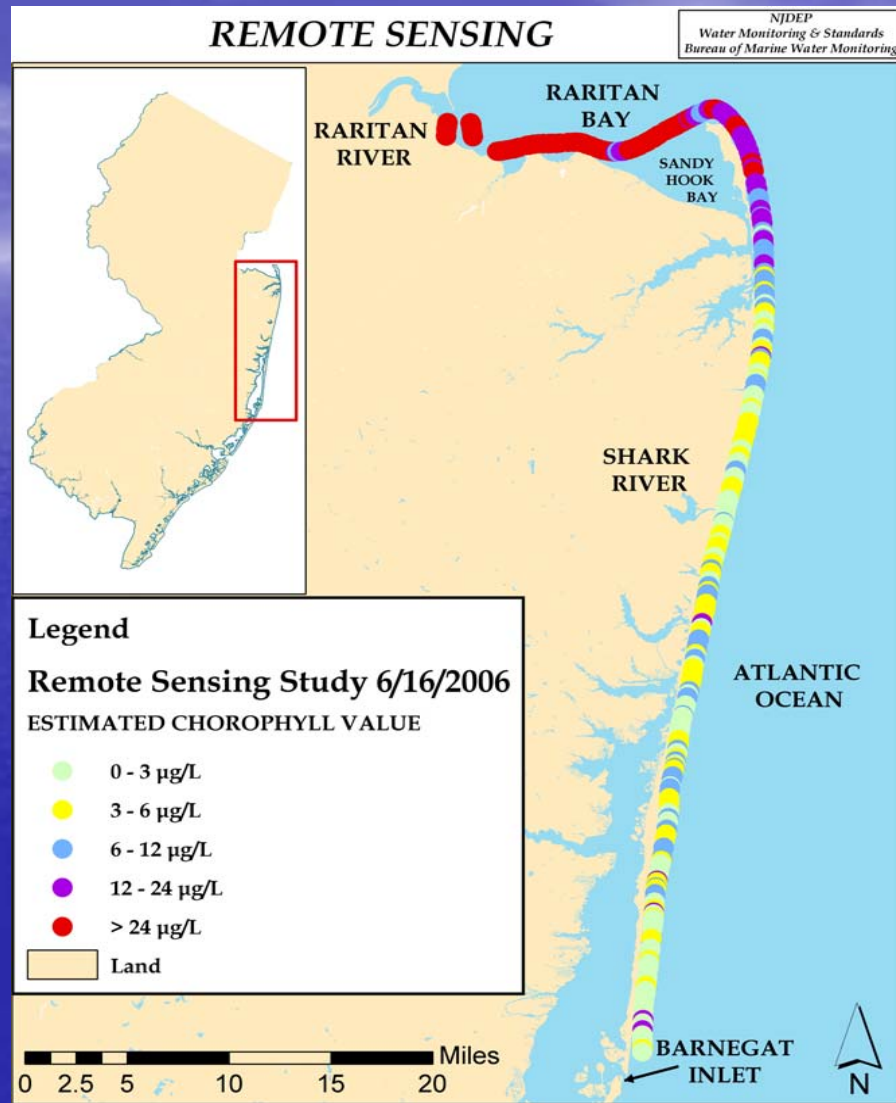 REMOTE SENSING
NJDEP
Water Monitoring & Standards
Bureau of Marine Water Monitoring
RARITAN
BAY
RARITAN
RIVER
SANDY
HOOK
BAY
SHARK
RIVER
ATLANTIC
OCEAN
BARNEGAT
INLET
N
Legend
Remote Sensing Study 6/16/2006
ESTIMATED CHOROPHYLL VALUE
0 - 3 µg/L
3 - 6 µg/L
6 - 12 µg/L
12 - 24 µg/L
> 24 µg/L
Land
Miles
0 2.5 5 10 15 20